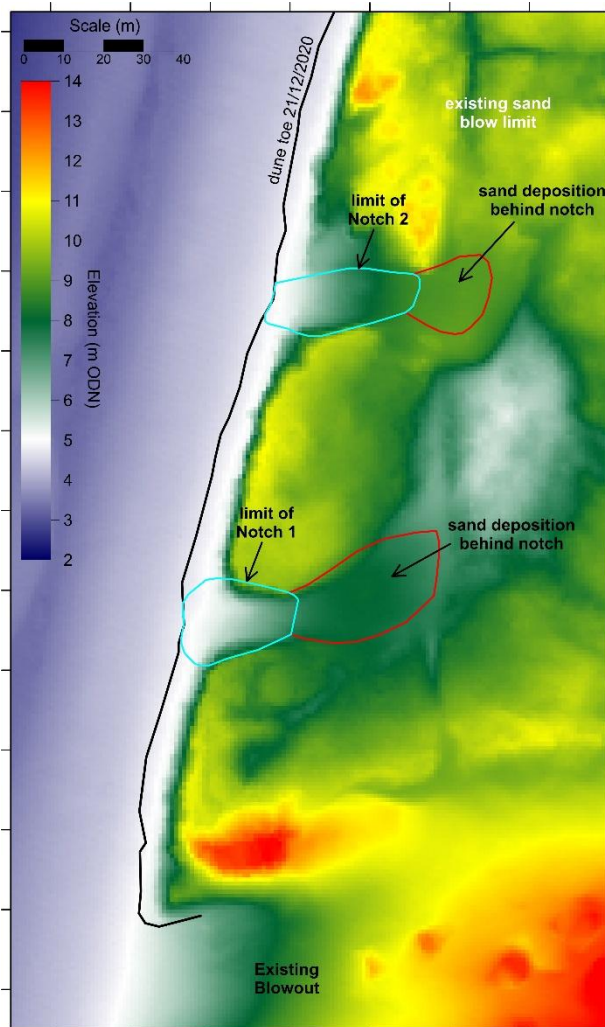 Scale (m)
0 10 20 30 40
14
13
12
11
10
9
8
7
6
5
4
3
2
Elevation (m ODN)
dune toe 21/12/2020
existing sand
blow limit
limit of
Notch 2
sand deposition
behind notch
limit of
Notch 1
sand deposition
behind notch
Existing
Blowout